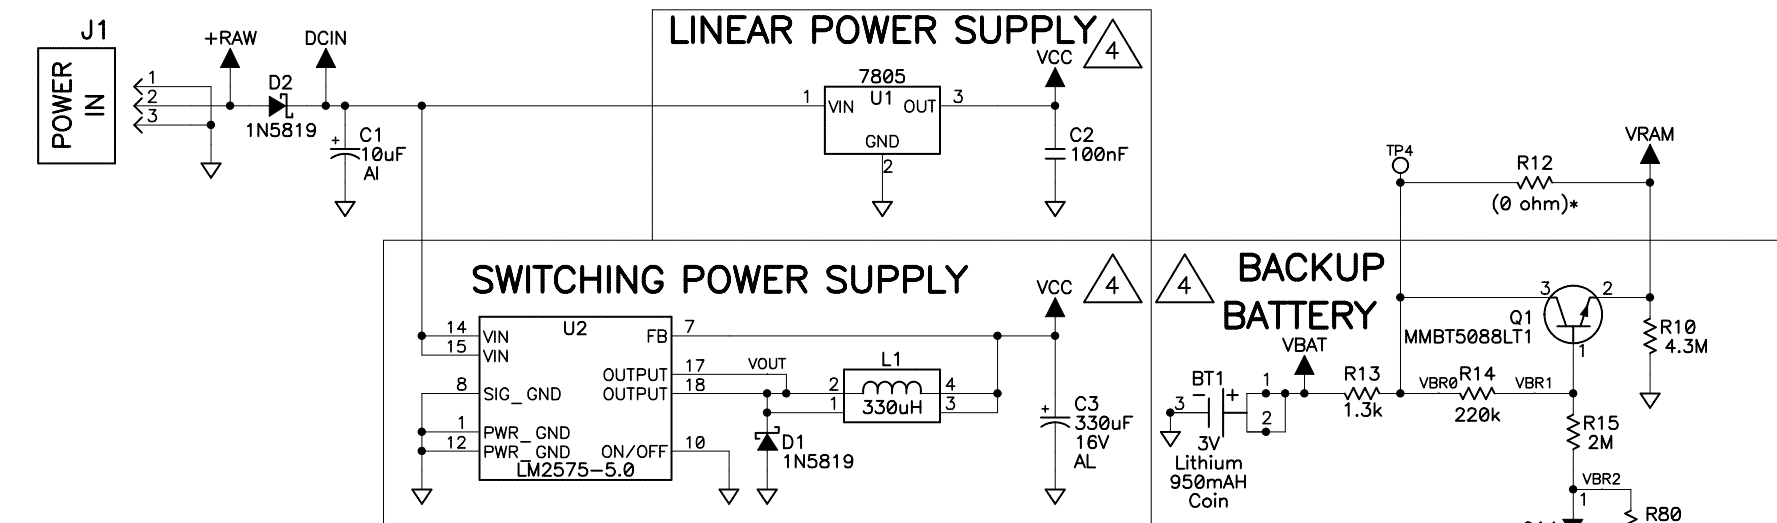 J1
POWER
IN
1
2
3
+RAW
DCIN
D2
1N5819
+
C1
10uF
Al
LINEAR POWER SUPPLY
4
7805
U1
1
VIN
OUT
3
GND
2
VCC
C2
100nF
SWITCHING POWER SUPPLY
4
U2
14
VIN
15
VIN
8
SIG_GND
1
PWR_GND
12
PWR_GND
FB
7
OUTPUT
17
OUTPUT
18
ON/OFF
10
LM2575-5.0
VOUT
D1
1N5819
L1
2
1
4
3
330uH
VCC
+
C3
330uF
16V
AL
4
BACKUP
BATTERY
VBAT
BT1
- +
3
1
2
3V
Lithium
950mAH
Coin
R13
1.3k
VBR0
R14
220k
VBR1
TP4
R12
(0 ohm)*
VRAM
3
2
Q1
MMBT5088LT1
1
R10
4.3M
R15
2M
VBR2
1
R80